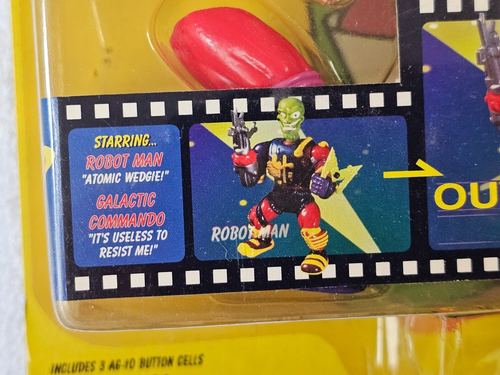 STARRING...
ROBOT MAN
"ATOMIC WEDGIE!"
GALACTIC
COMMANDO
"IT'S USELESS TO
RESIST ME!"
ROBOT MAN
OU
INCLUDES 3 AG-10 BUTTON CELLS